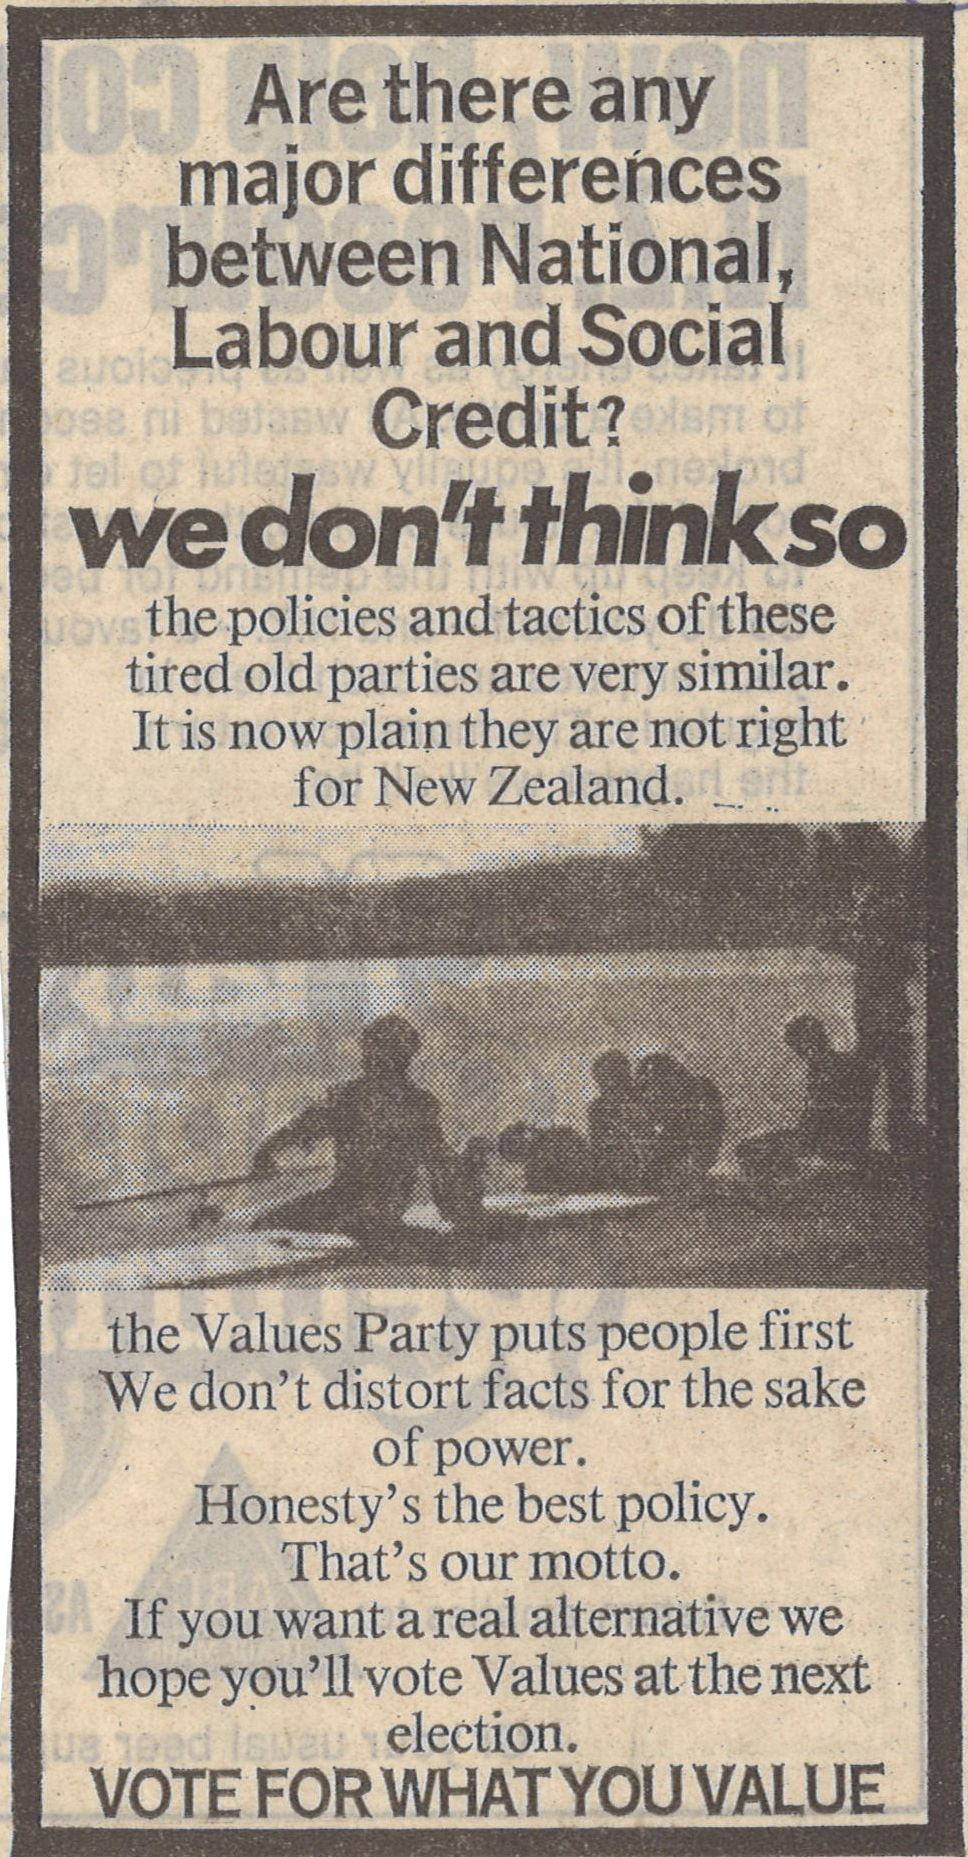 Are there any
major differences
between National,
Labour and Social
Credit?
we don't think so
the policies and tactics of these
tired old parties are very similar.
It is now plain they are not right
for New Zealand.
the Values Party puts people first
We don't distort facts for the sake
of power.
Honesty's the best policy.
That's our motto.
If you want a real alternative we
hope you'll vote Values at the next
election.
VOTE FOR WHAT YOU VALUE